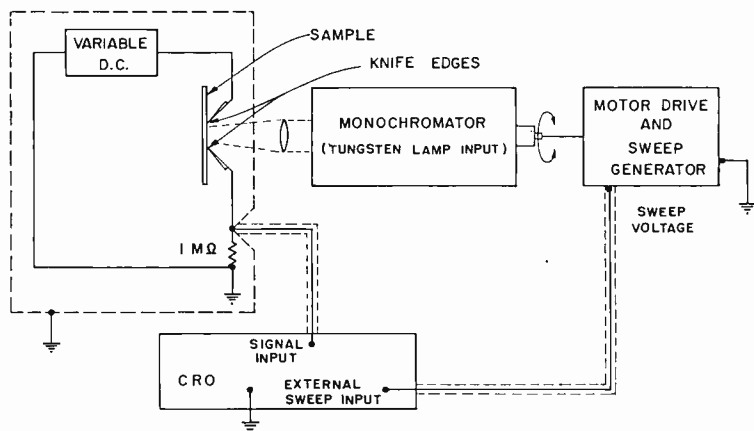 VARIABLE
D.C.
SAMPLE
KNIFE EDGES
MONOCHROMATOR
(TUNGSTEN LAMP INPUT)
MOTOR DRIVE
AND
SWEEP
GENERATOR
SWEEP
VOLTAGE
1 MΩ
SIGNAL
INPUT
CRO
EXTERNAL
SWEEP INPUT